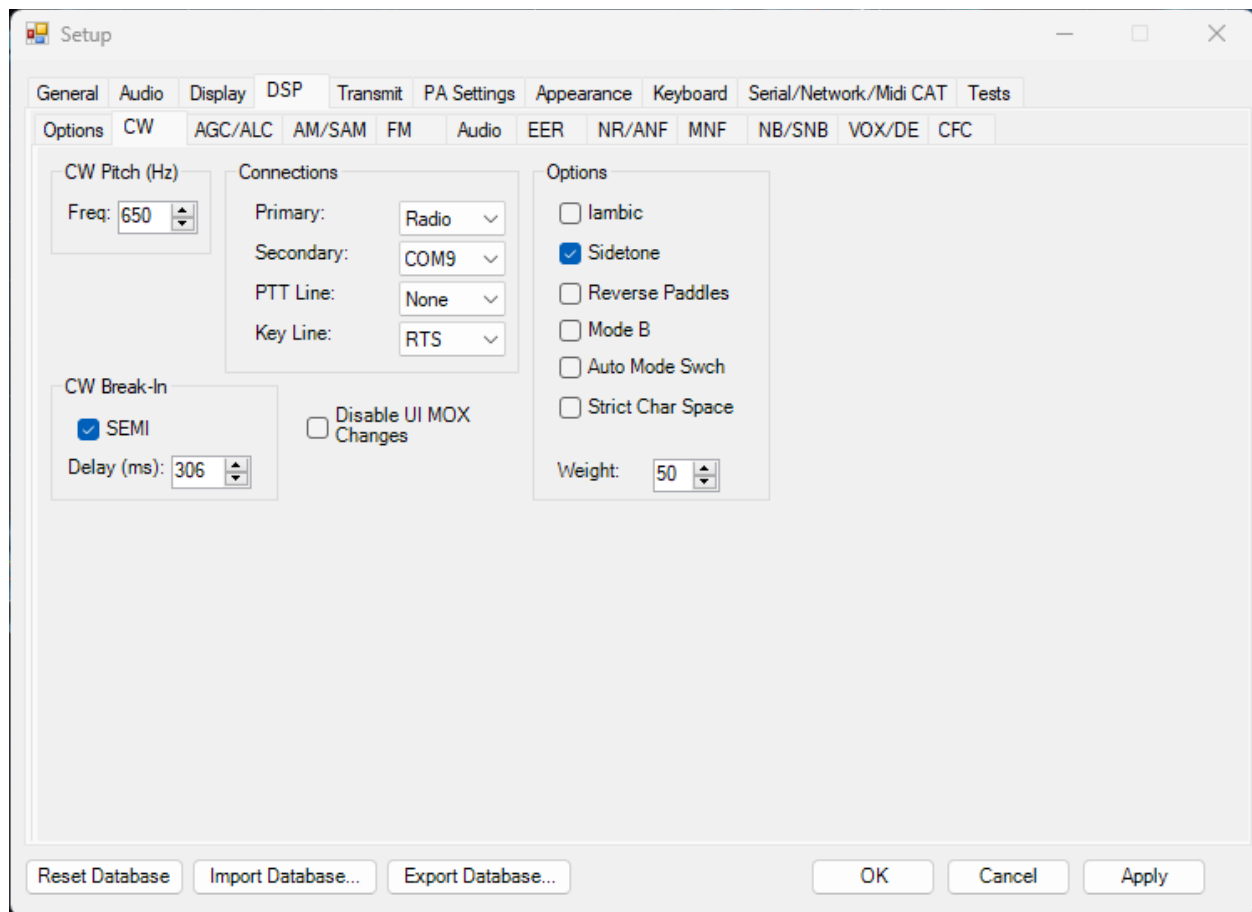 Setup
General Audio Display DSP Transmit PA Settings Appearance Keyboard Serial/Network/Midi CAT Tests
Options CW AGC/ALC AM/SAM FM Audio EER NR/ANF MNF NB/SNB VOX/DE CFC
CW Pitch (Hz)
Freq: 650
Connections
Primary: Radio
Secondary: COM9
PTT Line: None
Key Line: RTS
Options
Iambic
Sidetone
Reverse Paddles
Mode B
Auto Mode Swch
Strict Char Space
Weight: 50
CW Break-In
SEMI
Delay (ms): 306
Disable UI MOX
Changes
Reset Database Import Database... Export Database... OK Cancel Apply